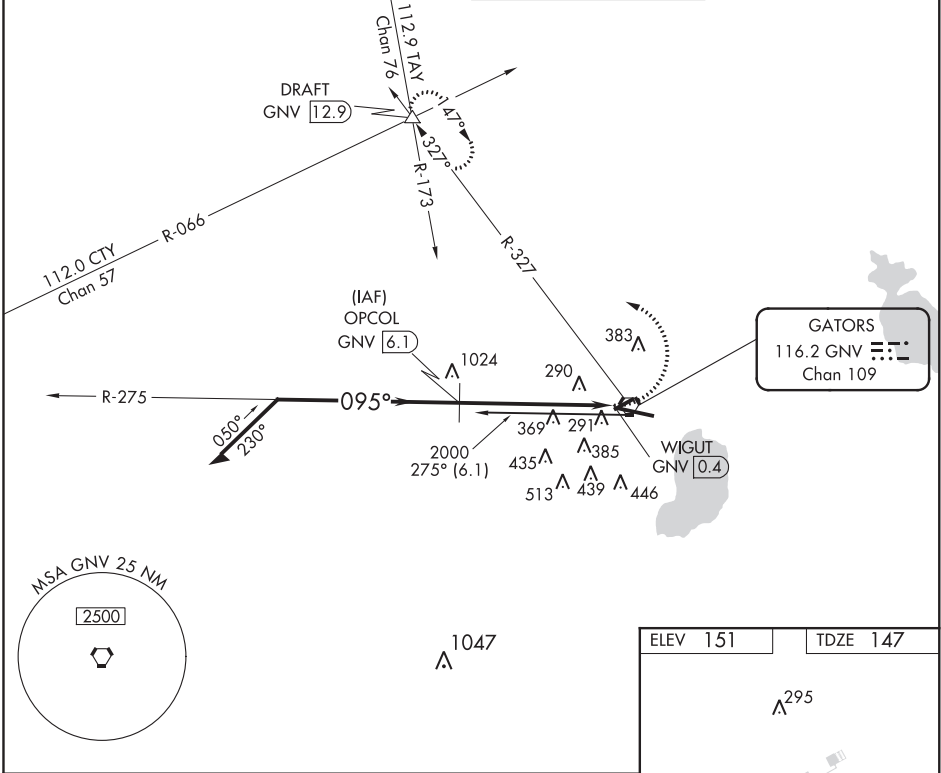 112.9 TAY
Chan 76
DRAFT
GNV 12.9
147°
327°
R-173
R-066
112.0 CTY
Chan 57
R-327
(IAF)
OPCOL
GNV 6.1
1024
383
290
GATORS
116.2 GNV
Chan 109
R-275
095°
050°
230°
2000
275° (6.1)
369
291
385
435
513
439
446
WIGUT
GNV 0.4
MSA GNV 25 NM
2500
1047
ELEV 151
TDZE 147
295